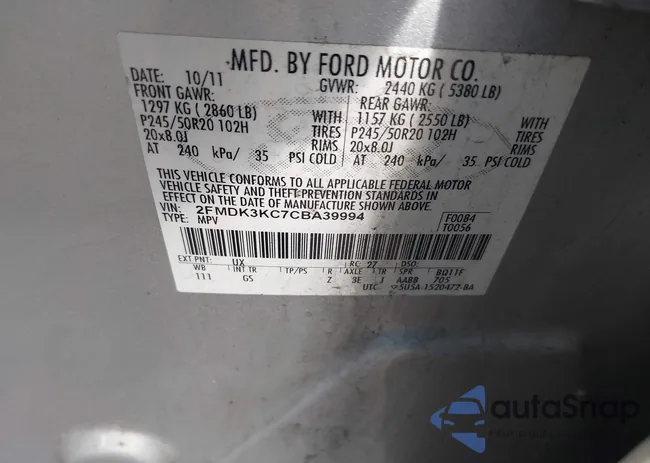 MFD. BY FORD MOTOR CO.
DATE: 10/11 GVWR: 2440 KG ( 5380 LB)
FRONT GAWR: REAR GAWR:
1297 KG ( 2860 LB) WITH 1157 KG ( 2550 LB) WITH
P245/50R20 102H TIRES P245/50R20 102H TIRES
20x8.0J RIMS 20x8.0J RIMS
AT 240 kPa/ 35 PSI COLD AT 240 kPa/ 35 PSI COLD
THIS VEHICLE CONFORMS TO ALL APPLICABLE FEDERAL MOTOR
VEHICLE SAFETY AND THEFT PREVENTION STANDARDS IN
EFFECT ON THE DATE OF MANUFACTURE SHOWN ABOVE.
VIN: 2FMDK3KC7CBA39994 F0084
TYPE: MPV T0056
EXT PNT: UX RC: 27 DSO:
WB INT TR TP/PS R AXLE TR SPR BQ11F
111 GS Z 3E J AABB 705
UTC 5U5A-1520472-BA
autoSnap